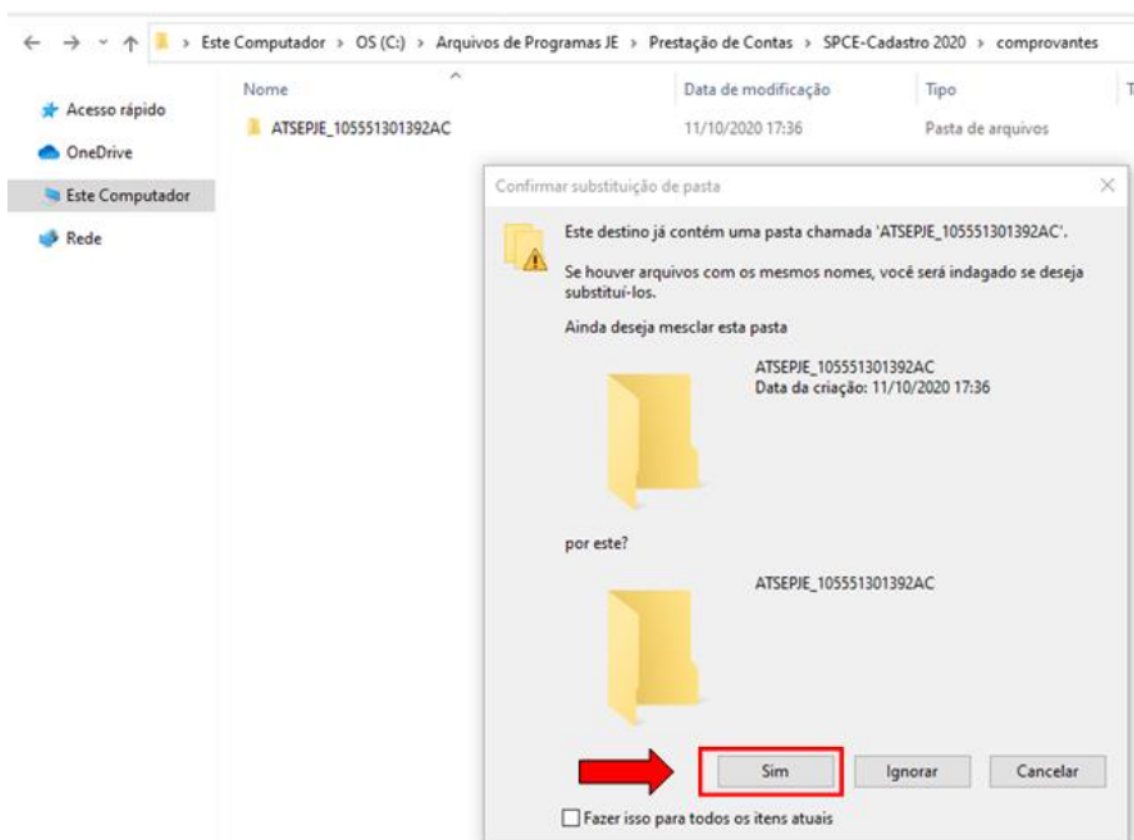 Este Computador > OS (C:) > Arquivos de Programas JE > Prestação de Contas > SPCE-Cadastro 2020 > comprovantes
Nome Data de modificação Tipo T
Acesso rápido
OneDrive
Este Computador
Rede
ATSEPJE_105551301392AC 11/10/2020 17:36 Pasta de arquivos
Confirmar substituição de pasta
Este destino já contém uma pasta chamada 'ATSEPJE_105551301392AC'.
Se houver arquivos com os mesmos nomes, você será indagado se deseja
substituí-los.
Ainda deseja mesclar esta pasta
ATSEPJE_105551301392AC
Data da criação: 11/10/2020 17:36
por este?
ATSEPJE_105551301392AC
Sim Ignorar Cancelar
Fazer isso para todos os itens atuais